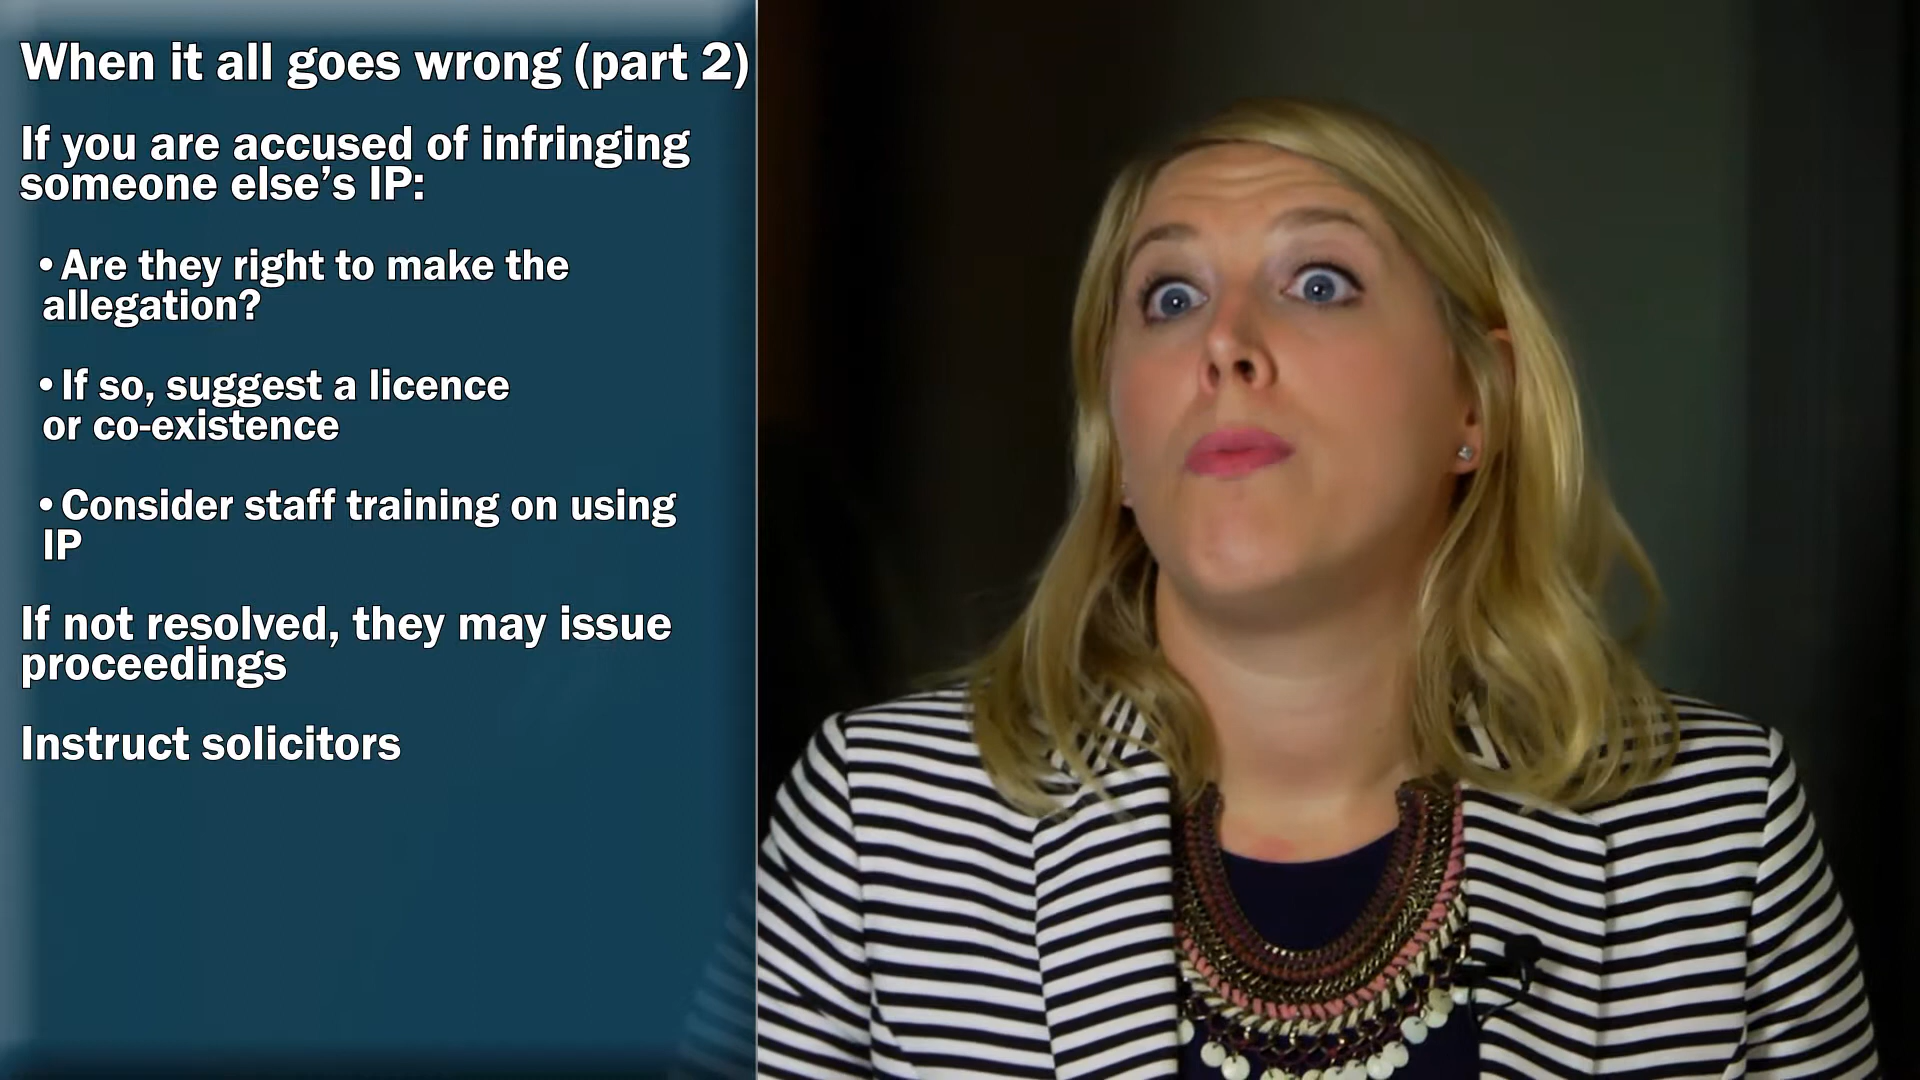 When it all goes wrong (part 2)
If you are accused of infringing
someone else’s IP:
•Are they right to make the
allegation?
•If so, suggest a licence
or co-existence
•Consider staff training on using
IP
If not resolved, they may issue
proceedings
Instruct solicitors